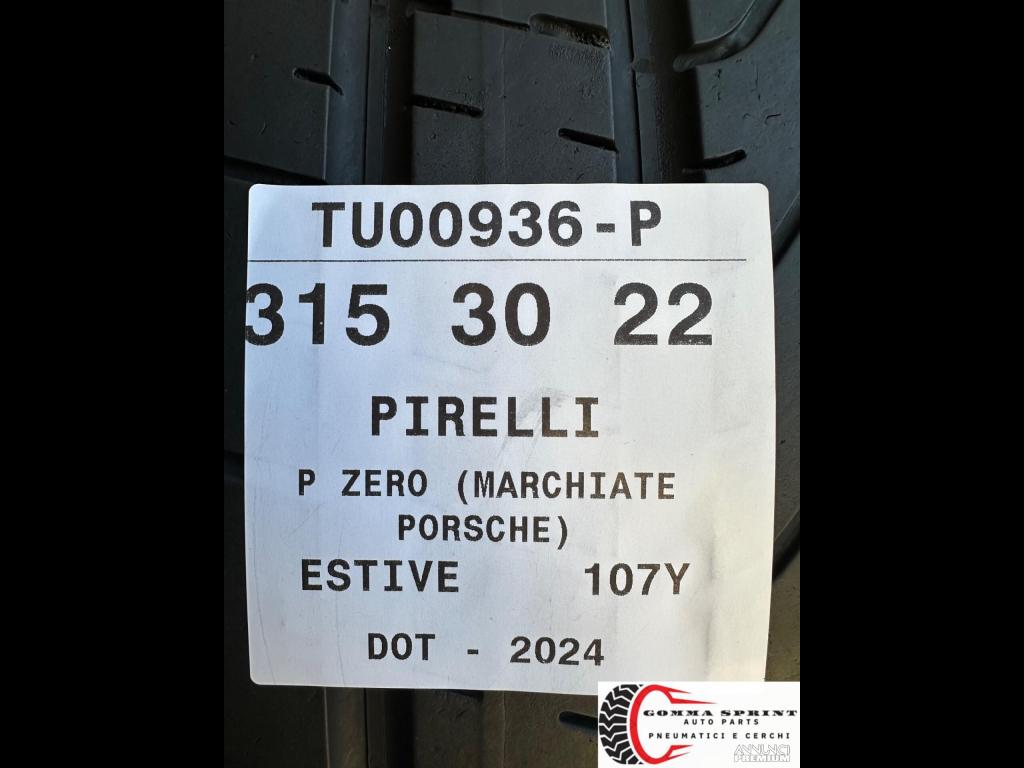 TU00936-P
315 30 22
PIRELLI
P ZERO (MARCHIATE
PORSCHE)
ESTIVE 107Y
DOT - 2024
GOMMA SPRINT
AUTO PARTS
PNEUMATICI E CERCHI
ANNUNCI
PREMIUM